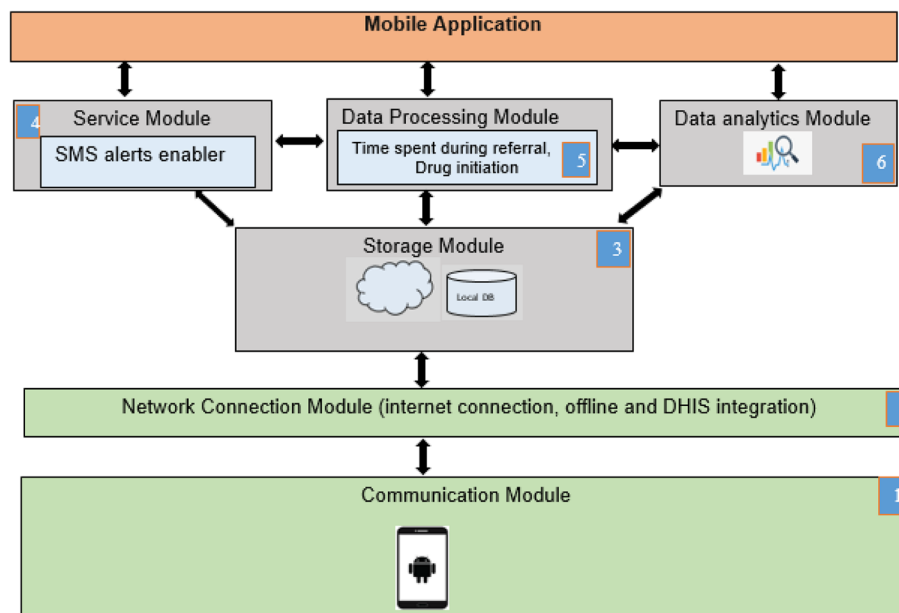 Mobile Application
4
Service Module
SMS alerts enabler
Data Processing Module
Time spent during referral,
Drug initiation
5
Data analytics Module
6
Storage Module
3
Local DB
Network Connection Module (internet connection, offline and DHIS integration)
Communication Module
1